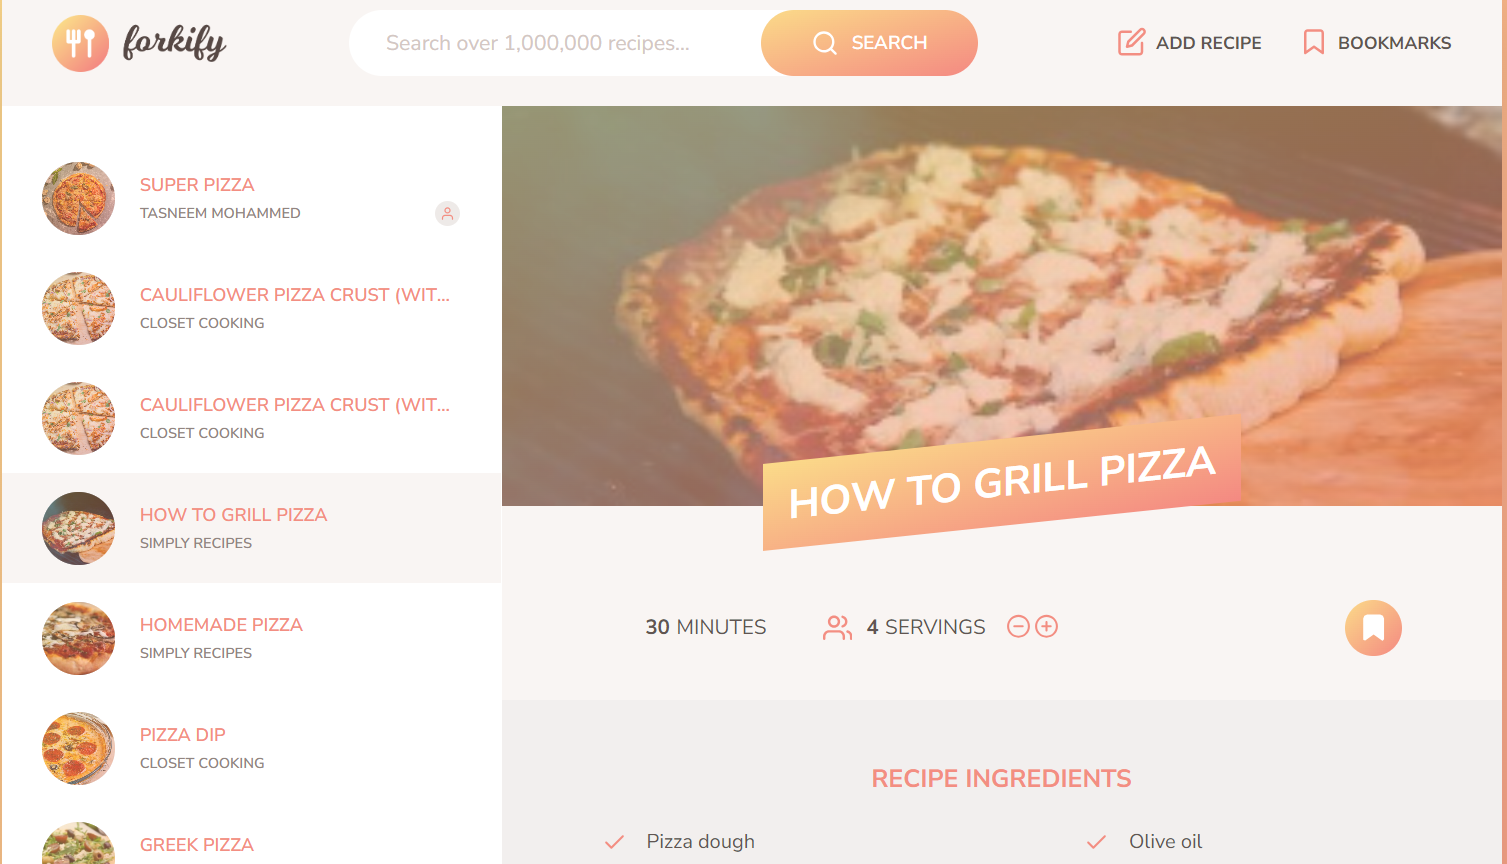 forkify
Search over 1,000,000 recipes...
SEARCH
ADD RECIPE
BOOKMARKS
SUPER PIZZA
TASNEEM MOHAMMED
CAULIFLOWER PIZZA CRUST (WIT...
CLOSET COOKING
CAULIFLOWER PIZZA CRUST (WIT...
CLOSET COOKING
HOW TO GRILL PIZZA
SIMPLY RECIPES
HOMEMADE PIZZA
SIMPLY RECIPES
PIZZA DIP
CLOSET COOKING
GREEK PIZZA
HOW TO GRILL PIZZA
30 MINUTES
4 SERVINGS
RECIPE INGREDIENTS
Pizza dough
Olive oil